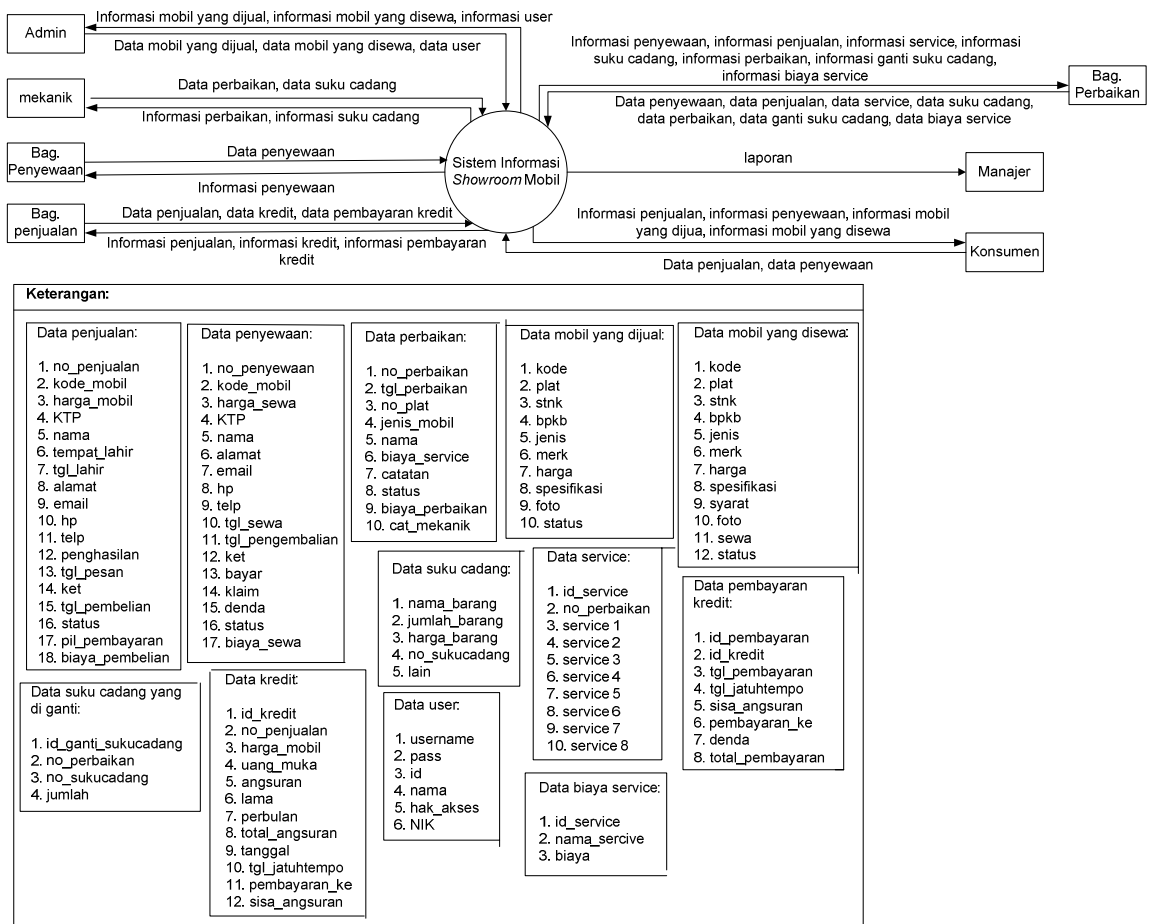 Admin
Informasi mobil yang dijual, informasi mobil yang disewa, informasi user
Data mobil yang dijual, data mobil yang disewa, data user
mekanik
Data perbaikan, data suku cadang
Informasi perbaikan, informasi suku cadang
Bag.
Penyewaan
Data penyewaan
Informasi penyewaan
Bag.
penjualan
Data penjualan, data kredit, data pembayaran kredit
Informasi penjualan, informasi kredit, informasi pembayaran
kredit
Sistem Informasi
Showroom Mobil
Informasi penyewaan, informasi penjualan, informasi service, informasi
suku cadang, informasi perbaikan, informasi ganti suku cadang,
informasi biaya service
Data penyewaan, data penjualan, data service, data suku cadang,
data perbaikan, data ganti suku cadang, data biaya service
Bag.
Perbaikan
laporan
Manajer
Informasi penjualan, informasi penyewaan, informasi mobil
yang dijua, informasi mobil yang disewa
Data penjualan, data penyewaan
Konsumen
Keterangan:
Data penjualan:
1. no_penjualan
2. kode_mobil
3. harga_mobil
4. KTP
5. nama
6. tempat_lahir
7. tgl_lahir
8. alamat
9. email
10. hp
11. telp
12. penghasilan
13. tgl_pesan
14. ket
15. tgl_pembelian
16. status
17. pil_pembayaran
18. biaya_pembelian
Data penyewaan:
1. no_penyewaan
2. kode_mobil
3. harga_sewa
4. KTP
5. nama
6. alamat
7. email
8. hp
9. telp
10. tgl_sewa
11. tgl_pengembalian
12. ket
13. bayar
14. klaim
15. denda
16. status
17. biaya_sewa
Data perbaikan:
1. no_perbaikan
2. tgl_perbaikan
3. no_plat
4. jenis_mobil
5. nama
6. biaya_service
7. catatan
8. status
9. biaya_perbaikan
10. cat_mekanik
Data mobil yang dijual:
1. kode
2. plat
3. stnk
4. bpkb
5. jenis
6. merk
7. harga
8. spesifikasi
9. foto
10. status
Data mobil yang disewa:
1. kode
2. plat
3. stnk
4. bpkb
5. jenis
6. merk
7. harga
8. spesifikasi
9. syarat
10. foto
11. sewa
12. status
Data suku cadang:
1. nama_barang
2. jumlah_barang
3. harga_barang
4. no_sukucadang
5. lain
Data service:
1. id_service
2. no_perbaikan
3. service 1
4. service 2
5. service 3
6. service 4
7. service 5
8. service 6
9. service 7
10. service 8
Data pembayaran
kredit:
1. id_pembayaran
2. id_kredit
3. tgl_pembayaran
4. tgl_jatuhtempo
5. sisa_angsuran
6. pembayaran_ke
7. denda
8. total_pembayaran
Data suku cadang yang
di ganti:
1. id_ganti_sukucadang
2. no_perbaikan
3. no_sukucadang
4. jumlah
Data kredit:
1. id_kredit
2. no_penjualan
3. harga_mobil
4. uang_muka
5. angsuran
6. lama
7. perbulan
8. total_angsuran
9. tanggal
10. tgl_jatuhtempo
11. pembayaran_ke
12. sisa_angsuran
Data user:
1. username
2. pass
3. id
4. nama
5. hak_akses
6. NIK
Data biaya service:
1. id_service
2. nama_sercive
3. biaya